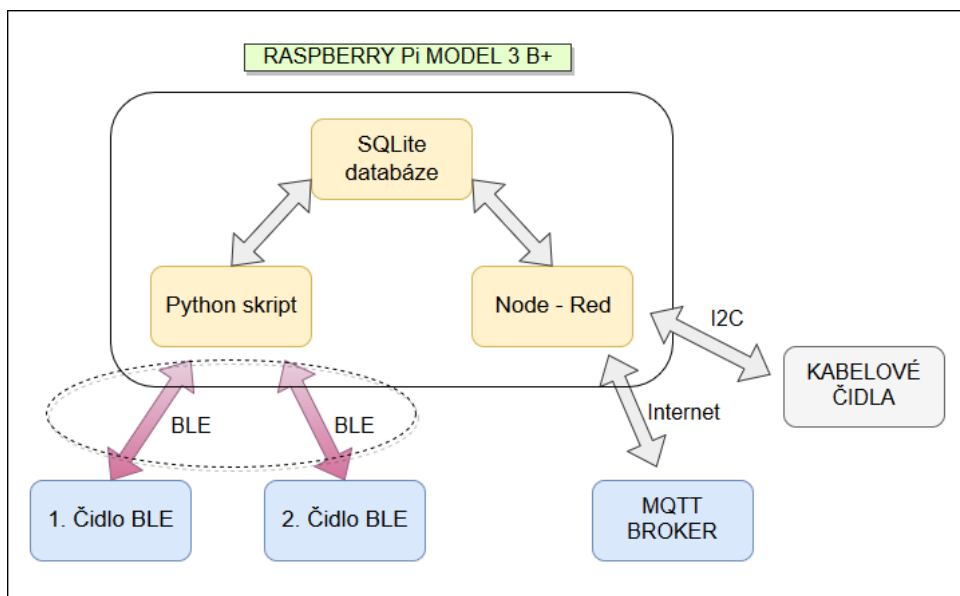 RASPBERRY Pi MODEL 3 B+
SQLite
databáze
Python skript
Node - Red
I2C
KABELOVÉ
ČIDLA
BLE
BLE
Internet
1. Čidlo BLE
2. Čidlo BLE
MQTT
BROKER